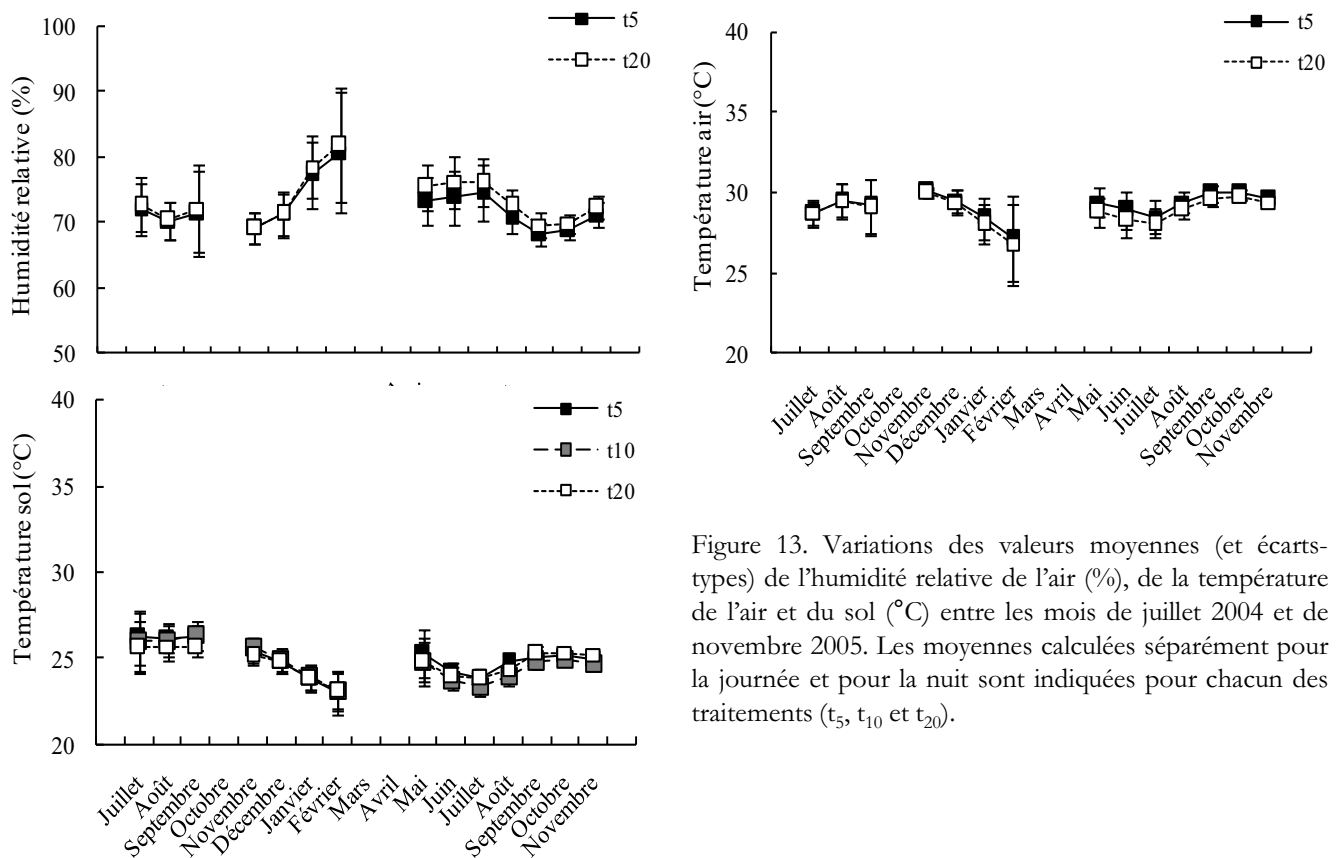 Humidité relative (%)
100
90
80
70
60
50
t5
t20
Température air (°C)
40
35
30
25
20
t5
t20
Juillet
Août
Septembre
Octobre
Novembre
Décembre
Janvier
Février
Mars
Avril
Mai
Juin
Juillet
Août
Septembre
Octobre
Novembre
Température sol (°C)
40
35
30
25
20
t5
t10
t20
Juillet
Août
Septembre
Octobre
Novembre
Décembre
Janvier
Février
Mars
Avril
Mai
Juin
Juillet
Août
Septembre
Octobre
Novembre
Figure 13. Variations des valeurs moyennes (et écarts-
types) de l’humidité relative de l’air (%), de la température
de l’air et du sol (°C) entre les mois de juillet 2004 et de
novembre 2005. Les moyennes calculées séparément pour
la journée et pour la nuit sont indiquées pour chacun des
traitements (t5, t10 et t20).